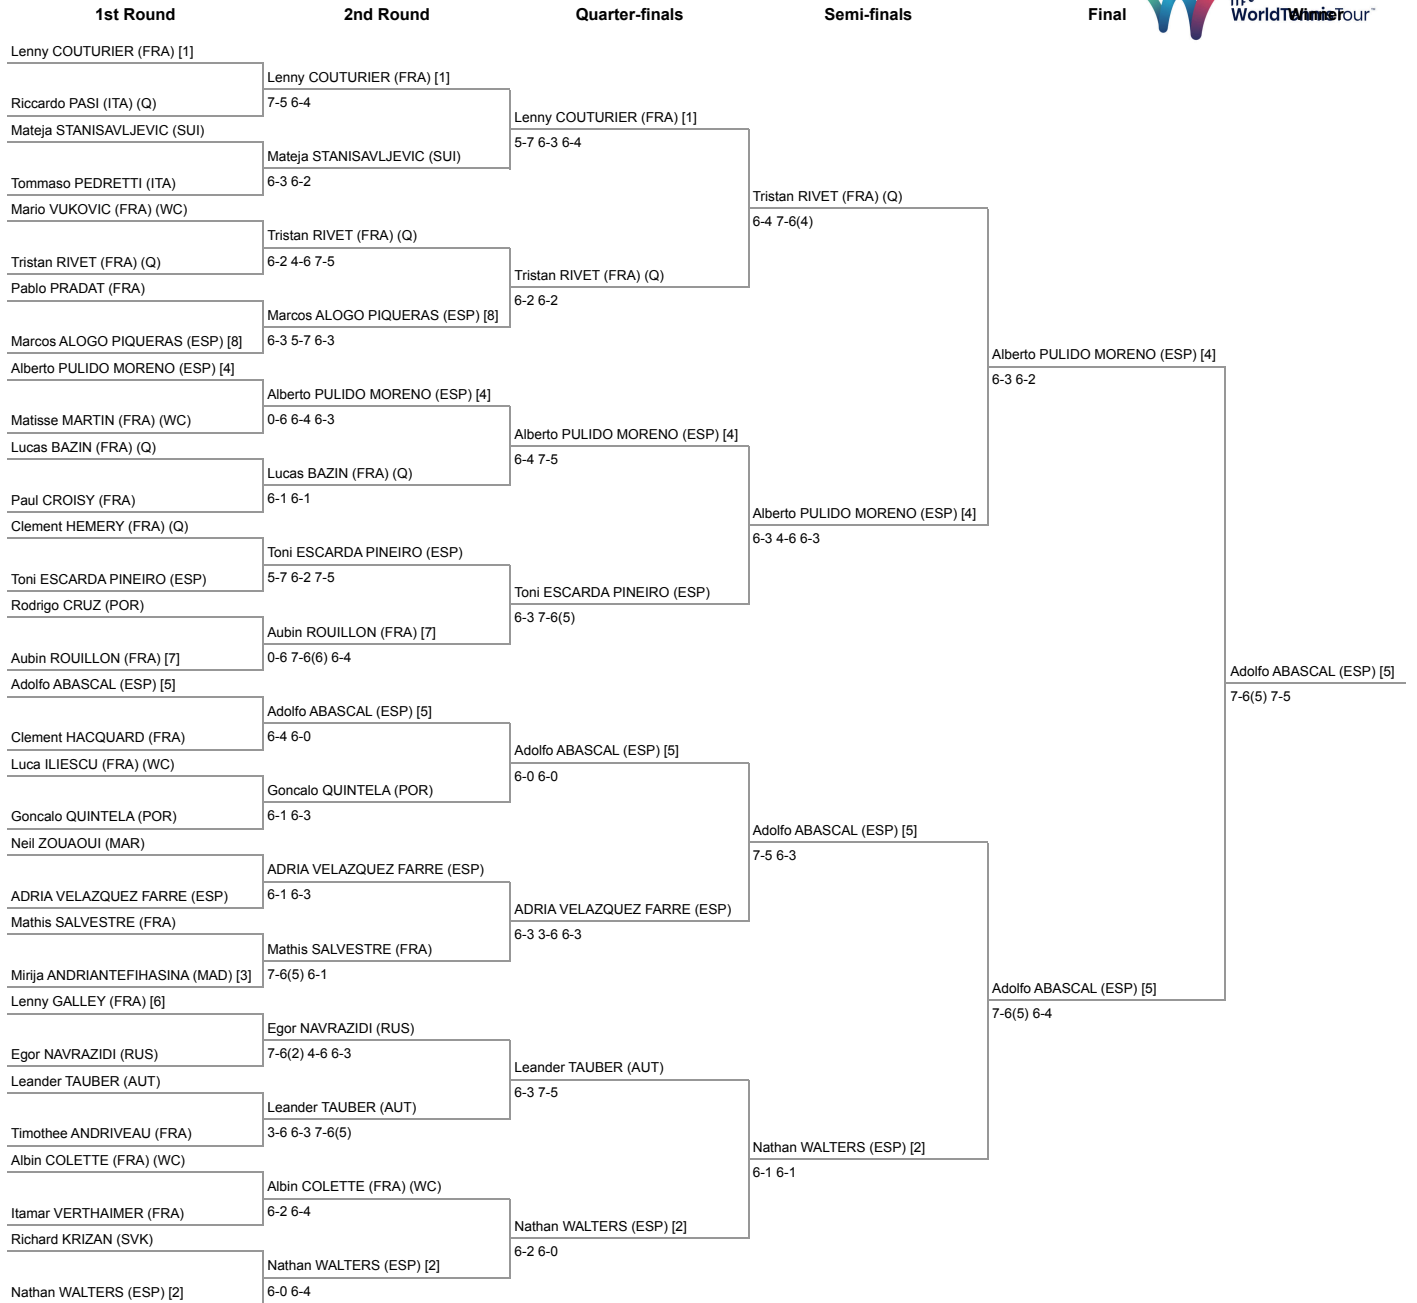 1st Round
2nd Round
Quarter-finals
Semi-finals
Final
Winner
ITF
WorldTennisTour™
Lenny COUTURIER (FRA) [1]
Riccardo PASI (ITA) (Q)
Mateja STANISAVLJEVIC (SUI)
Tommaso PEDRETTI (ITA)
Mario VUKOVIC (FRA) (WC)
Tristan RIVET (FRA) (Q)
Pablo PRADAT (FRA)
Marcos ALOGO PIQUERAS (ESP) [8]
Alberto PULIDO MORENO (ESP) [4]
Matisse MARTIN (FRA) (WC)
Lucas BAZIN (FRA) (Q)
Paul CROISY (FRA)
Clement HEMERY (FRA) (Q)
Toni ESCARDA PINEIRO (ESP)
Rodrigo CRUZ (POR)
Aubin ROUILLON (FRA) [7]
Adolfo ABASCAL (ESP) [5]
Clement HACQUARD (FRA)
Luca ILIESCU (FRA) (WC)
Goncalo QUINTELA (POR)
Neil ZOUAOUI (MAR)
ADRIA VELAZQUEZ FARRE (ESP)
Mathis SALVESTRE (FRA)
Mirija ANDRIANTEFIHASINA (MAD) [3]
Lenny GALLEY (FRA) [6]
Egor NAVRAZIDI (RUS)
Leander TAUBER (AUT)
Timothee ANDRIVEAU (FRA)
Albin COLETTE (FRA) (WC)
Itamar VERTHAIMER (FRA)
Richard KRIZAN (SVK)
Nathan WALTERS (ESP) [2]
Lenny COUTURIER (FRA) [1]
7-5 6-4
Mateja STANISAVLJEVIC (SUI)
6-3 6-2
Tristan RIVET (FRA) (Q)
6-2 4-6 7-5
Marcos ALOGO PIQUERAS (ESP) [8]
6-3 5-7 6-3
Alberto PULIDO MORENO (ESP) [4]
0-6 6-4 6-3
Lucas BAZIN (FRA) (Q)
6-1 6-1
Toni ESCARDA PINEIRO (ESP)
5-7 6-2 7-5
Aubin ROUILLON (FRA) [7]
0-6 7-6(6) 6-4
Adolfo ABASCAL (ESP) [5]
6-4 6-0
Goncalo QUINTELA (POR)
6-1 6-3
ADRIA VELAZQUEZ FARRE (ESP)
6-1 6-3
Mathis SALVESTRE (FRA)
7-6(5) 6-1
Egor NAVRAZIDI (RUS)
7-6(2) 4-6 6-3
Leander TAUBER (AUT)
3-6 6-3 7-6(5)
Albin COLETTE (FRA) (WC)
6-2 6-4
Nathan WALTERS (ESP) [2]
6-0 6-4
Lenny COUTURIER (FRA) [1]
5-7 6-3 6-4
Tristan RIVET (FRA) (Q)
6-2 6-2
Alberto PULIDO MORENO (ESP) [4]
6-4 7-5
Toni ESCARDA PINEIRO (ESP)
6-3 7-6(5)
Adolfo ABASCAL (ESP) [5]
6-0 6-0
ADRIA VELAZQUEZ FARRE (ESP)
6-3 3-6 6-3
Leander TAUBER (AUT)
6-3 7-5
Nathan WALTERS (ESP) [2]
6-2 6-0
Tristan RIVET (FRA) (Q)
6-4 7-6(4)
Alberto PULIDO MORENO (ESP) [4]
6-3 4-6 6-3
Adolfo ABASCAL (ESP) [5]
7-5 6-3
Nathan WALTERS (ESP) [2]
6-1 6-1
Alberto PULIDO MORENO (ESP) [4]
6-3 6-2
Adolfo ABASCAL (ESP) [5]
7-6(5) 6-4
Adolfo ABASCAL (ESP) [5]
7-6(5) 7-5